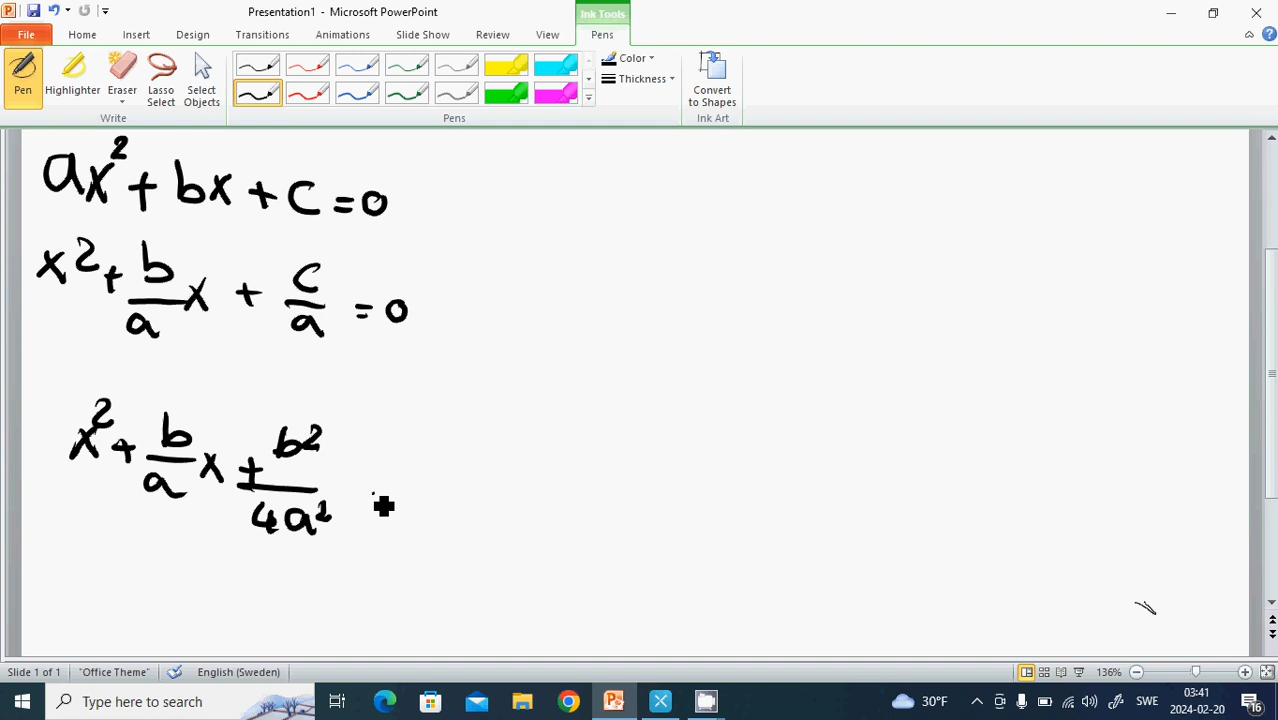 Presentation1 - Microsoft PowerPoint
Ink Tools
File Home Insert Design Transitions Animations Slide Show Review View Pens
Pen Highlighter Eraser Lasso Select Select Objects
Color
Thickness
Convert to Shapes
Write Pens Ink Art
ax² + bx + c = 0
x² + b/a x + c/a = 0
x² + b/a x + b²/4a²
Slide 1 of 1 "Office Theme" English (Sweden) 136%
Type here to search
30°F SWE
03:41
2024-02-20
16